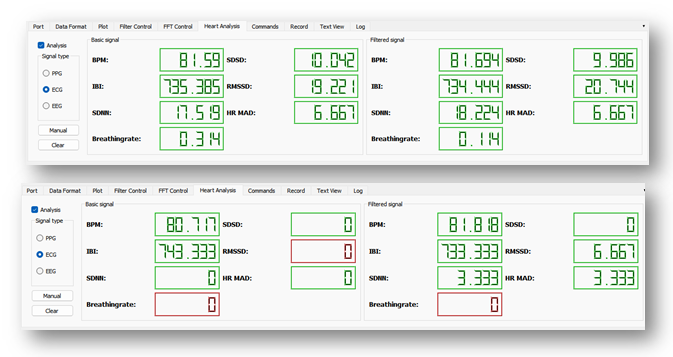 Port Data Format Plot Filter Control FFT Control Heart Analysis Commands Record Text View Log
Analysis
Signal type
PPG
ECG
EEG
Manual
Clear
Basic signal
BPM: 81.59 SDSD: 10.042
IBI: 735.385 RMSSD: 19.221
SDNN: 17.519 HR MAD: 6.667
Breathingrate: 0.314
Filtered signal
BPM: 81.694 SDSD: 9.986
IBI: 734.444 RMSSD: 20.744
SDNN: 18.224 HR MAD: 6.667
Breathingrate: 0.114
Port Data Format Plot Filter Control FFT Control Heart Analysis Commands Record Text View Log
Analysis
Signal type
PPG
ECG
EEG
Manual
Clear
Basic signal
BPM: 80.717 SDSD: 0
IBI: 743.333 RMSSD: 0
SDNN: 0 HR MAD: 0
Breathingrate: 0
Filtered signal
BPM: 81.818 SDSD: 0
IBI: 733.333 RMSSD: 6.667
SDNN: 3.333 HR MAD: 3.333
Breathingrate: 0